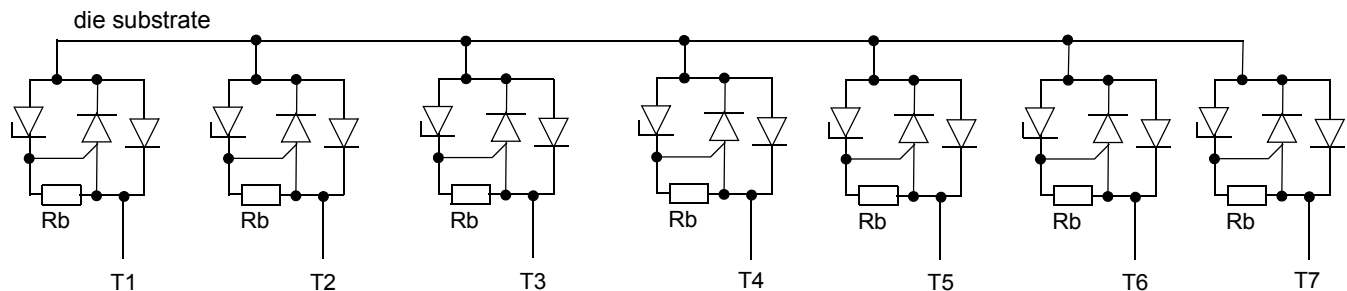 die substrate
Rb Rb Rb Rb Rb Rb Rb
T1 T2 T3 T4 T5 T6 T7